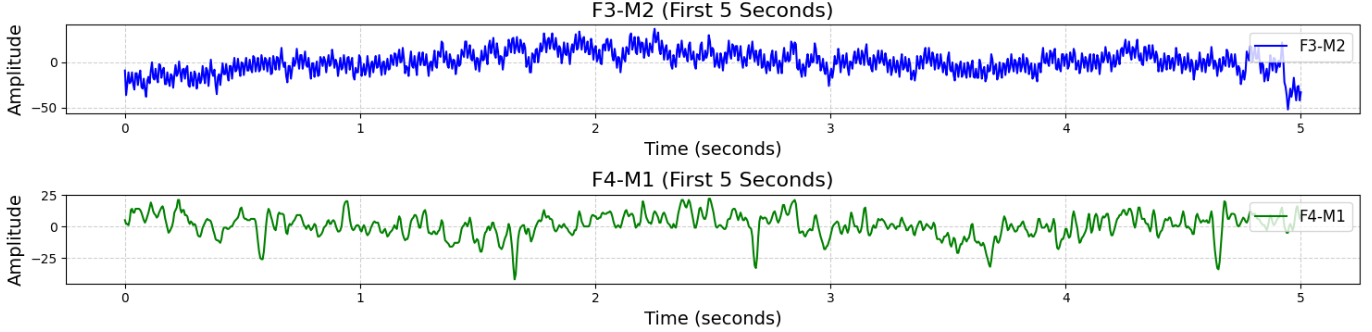 F3-M2 (First 5 Seconds)
Amplitude
0
−50
F3-M2
0 1 2 3 4 5
Time (seconds)
F4-M1 (First 5 Seconds)
Amplitude
25
0
−25
F4-M1
0 1 2 3 4 5
Time (seconds)